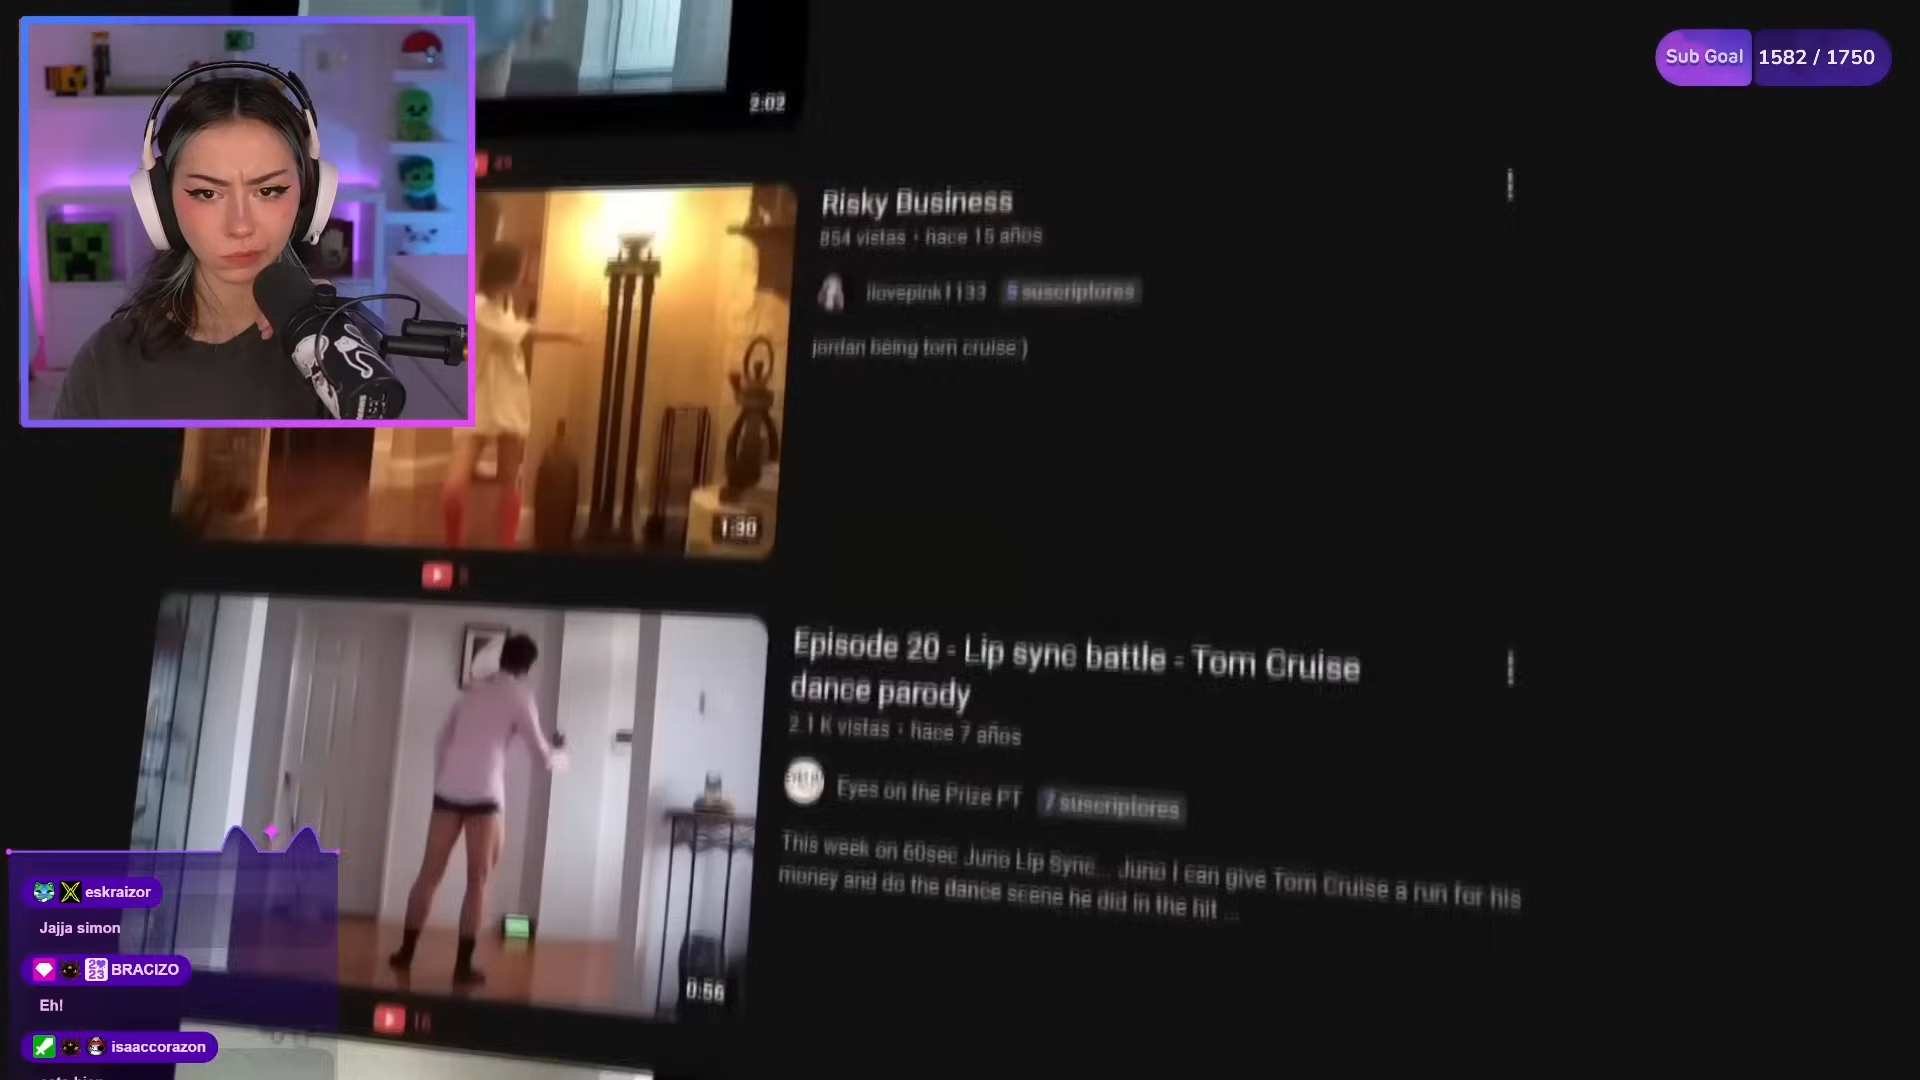 Sub Goal 1582 / 1750
2:02
49
Risky Business
854 vistas • hace 15 años
ilovepink1133 5 suscriptores
jordan being tom cruise:)
1:30
Episode 20 - Lip sync battle - Tom Cruise
dance parody
2.1 K vistas • hace 7 años
Eyes on the Prize PT 7 suscriptores
This week on 60sec Juno Lip Sync... Juno I can give Tom Cruise a run for his
money and do the dance scene he did in the hit ...
0:56
16
eskraizor
Jajja simon
BRACIZO
Eh!
isaaccorazon